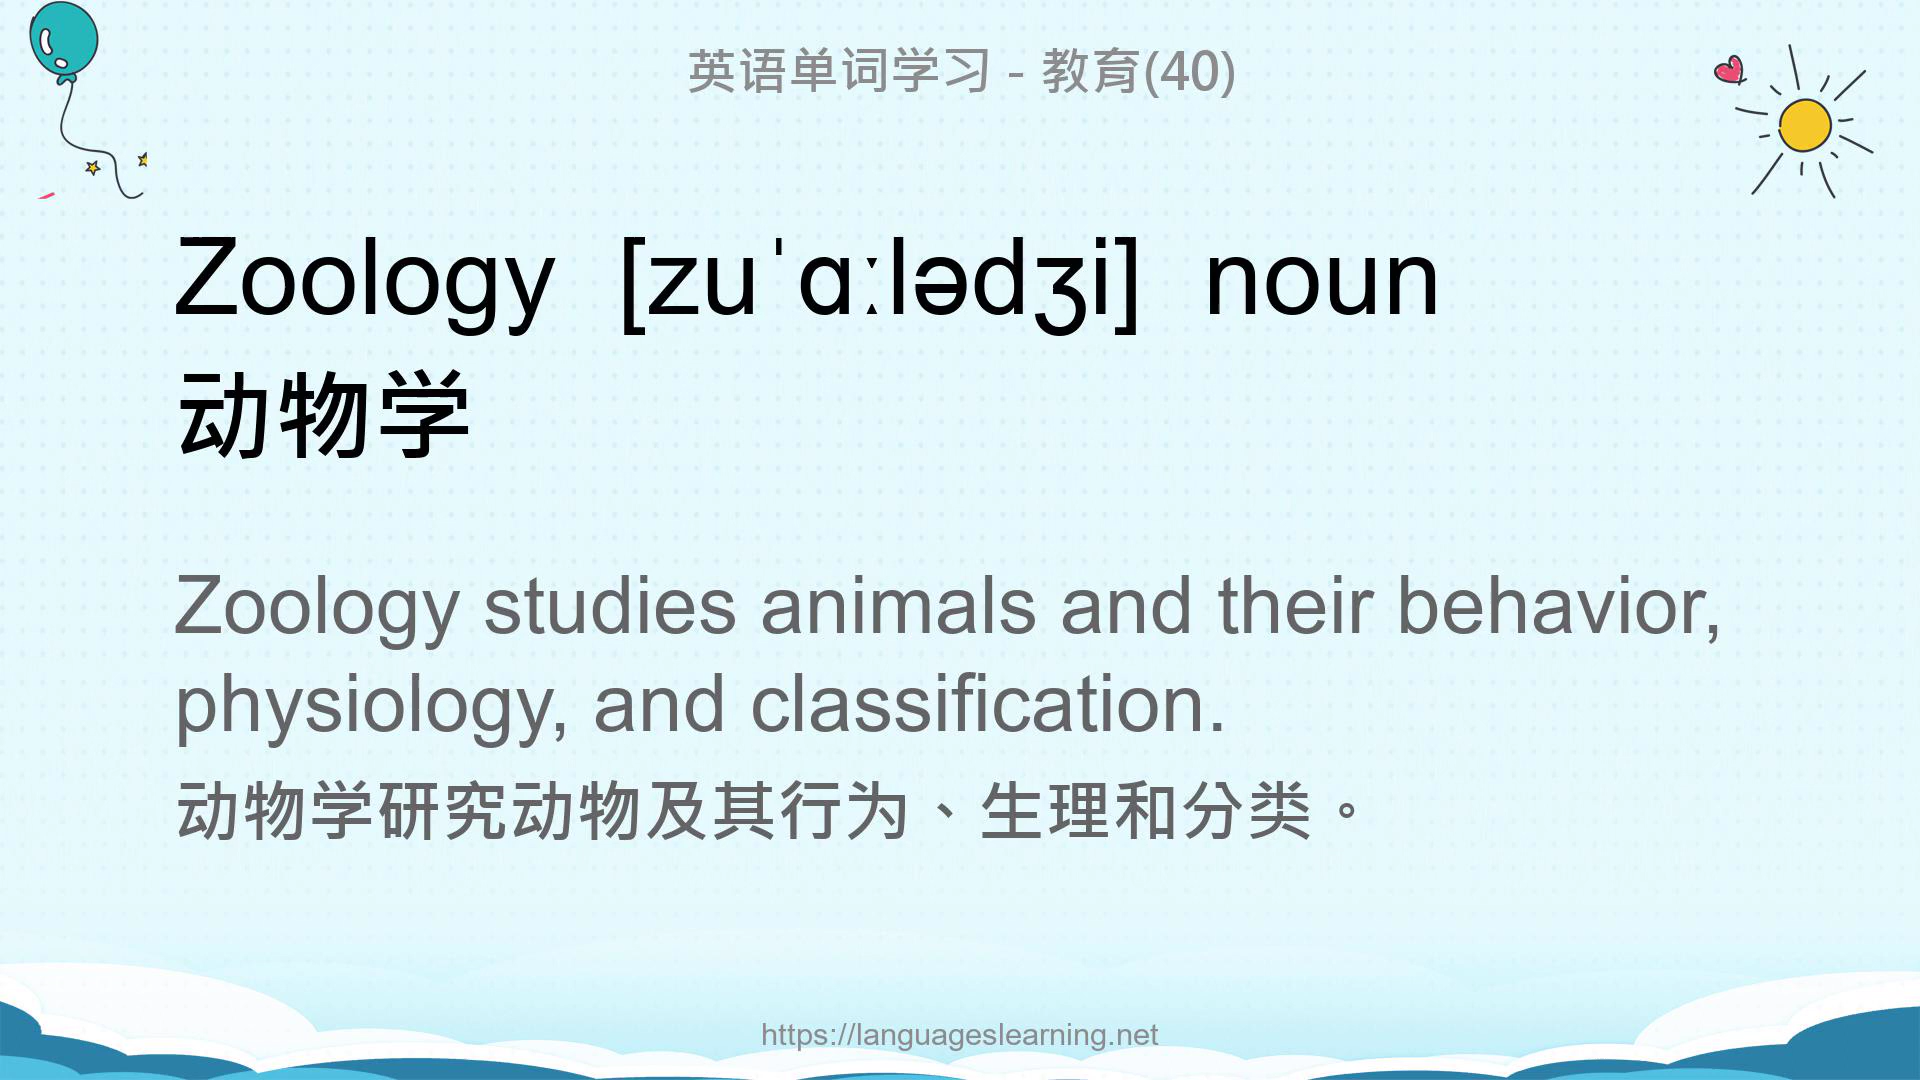 英语单词学习 - 教育(40)
Zoology [zuˈɑːlədʒi] noun
动物学
Zoology studies animals and their behavior,
physiology, and classification.
动物学研究动物及其行为、生理和分类。
https://languageslearning.net